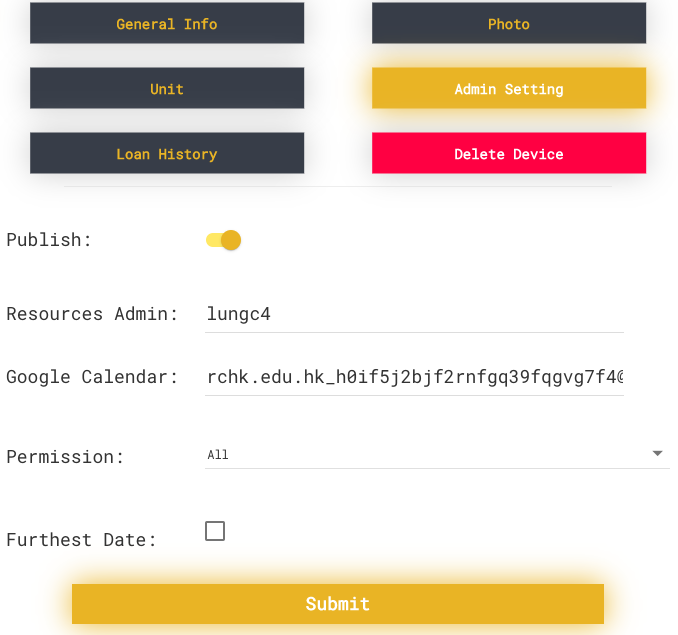 General Info
Photo
Unit
Admin Setting
Loan History
Delete Device
Publish:
Resources Admin: lungc4
Google Calendar: rchk.edu.hk_h0if5j2bjf2rnfgq39fqgvg7f4@
Permission: All
Furthest Date:
Submit